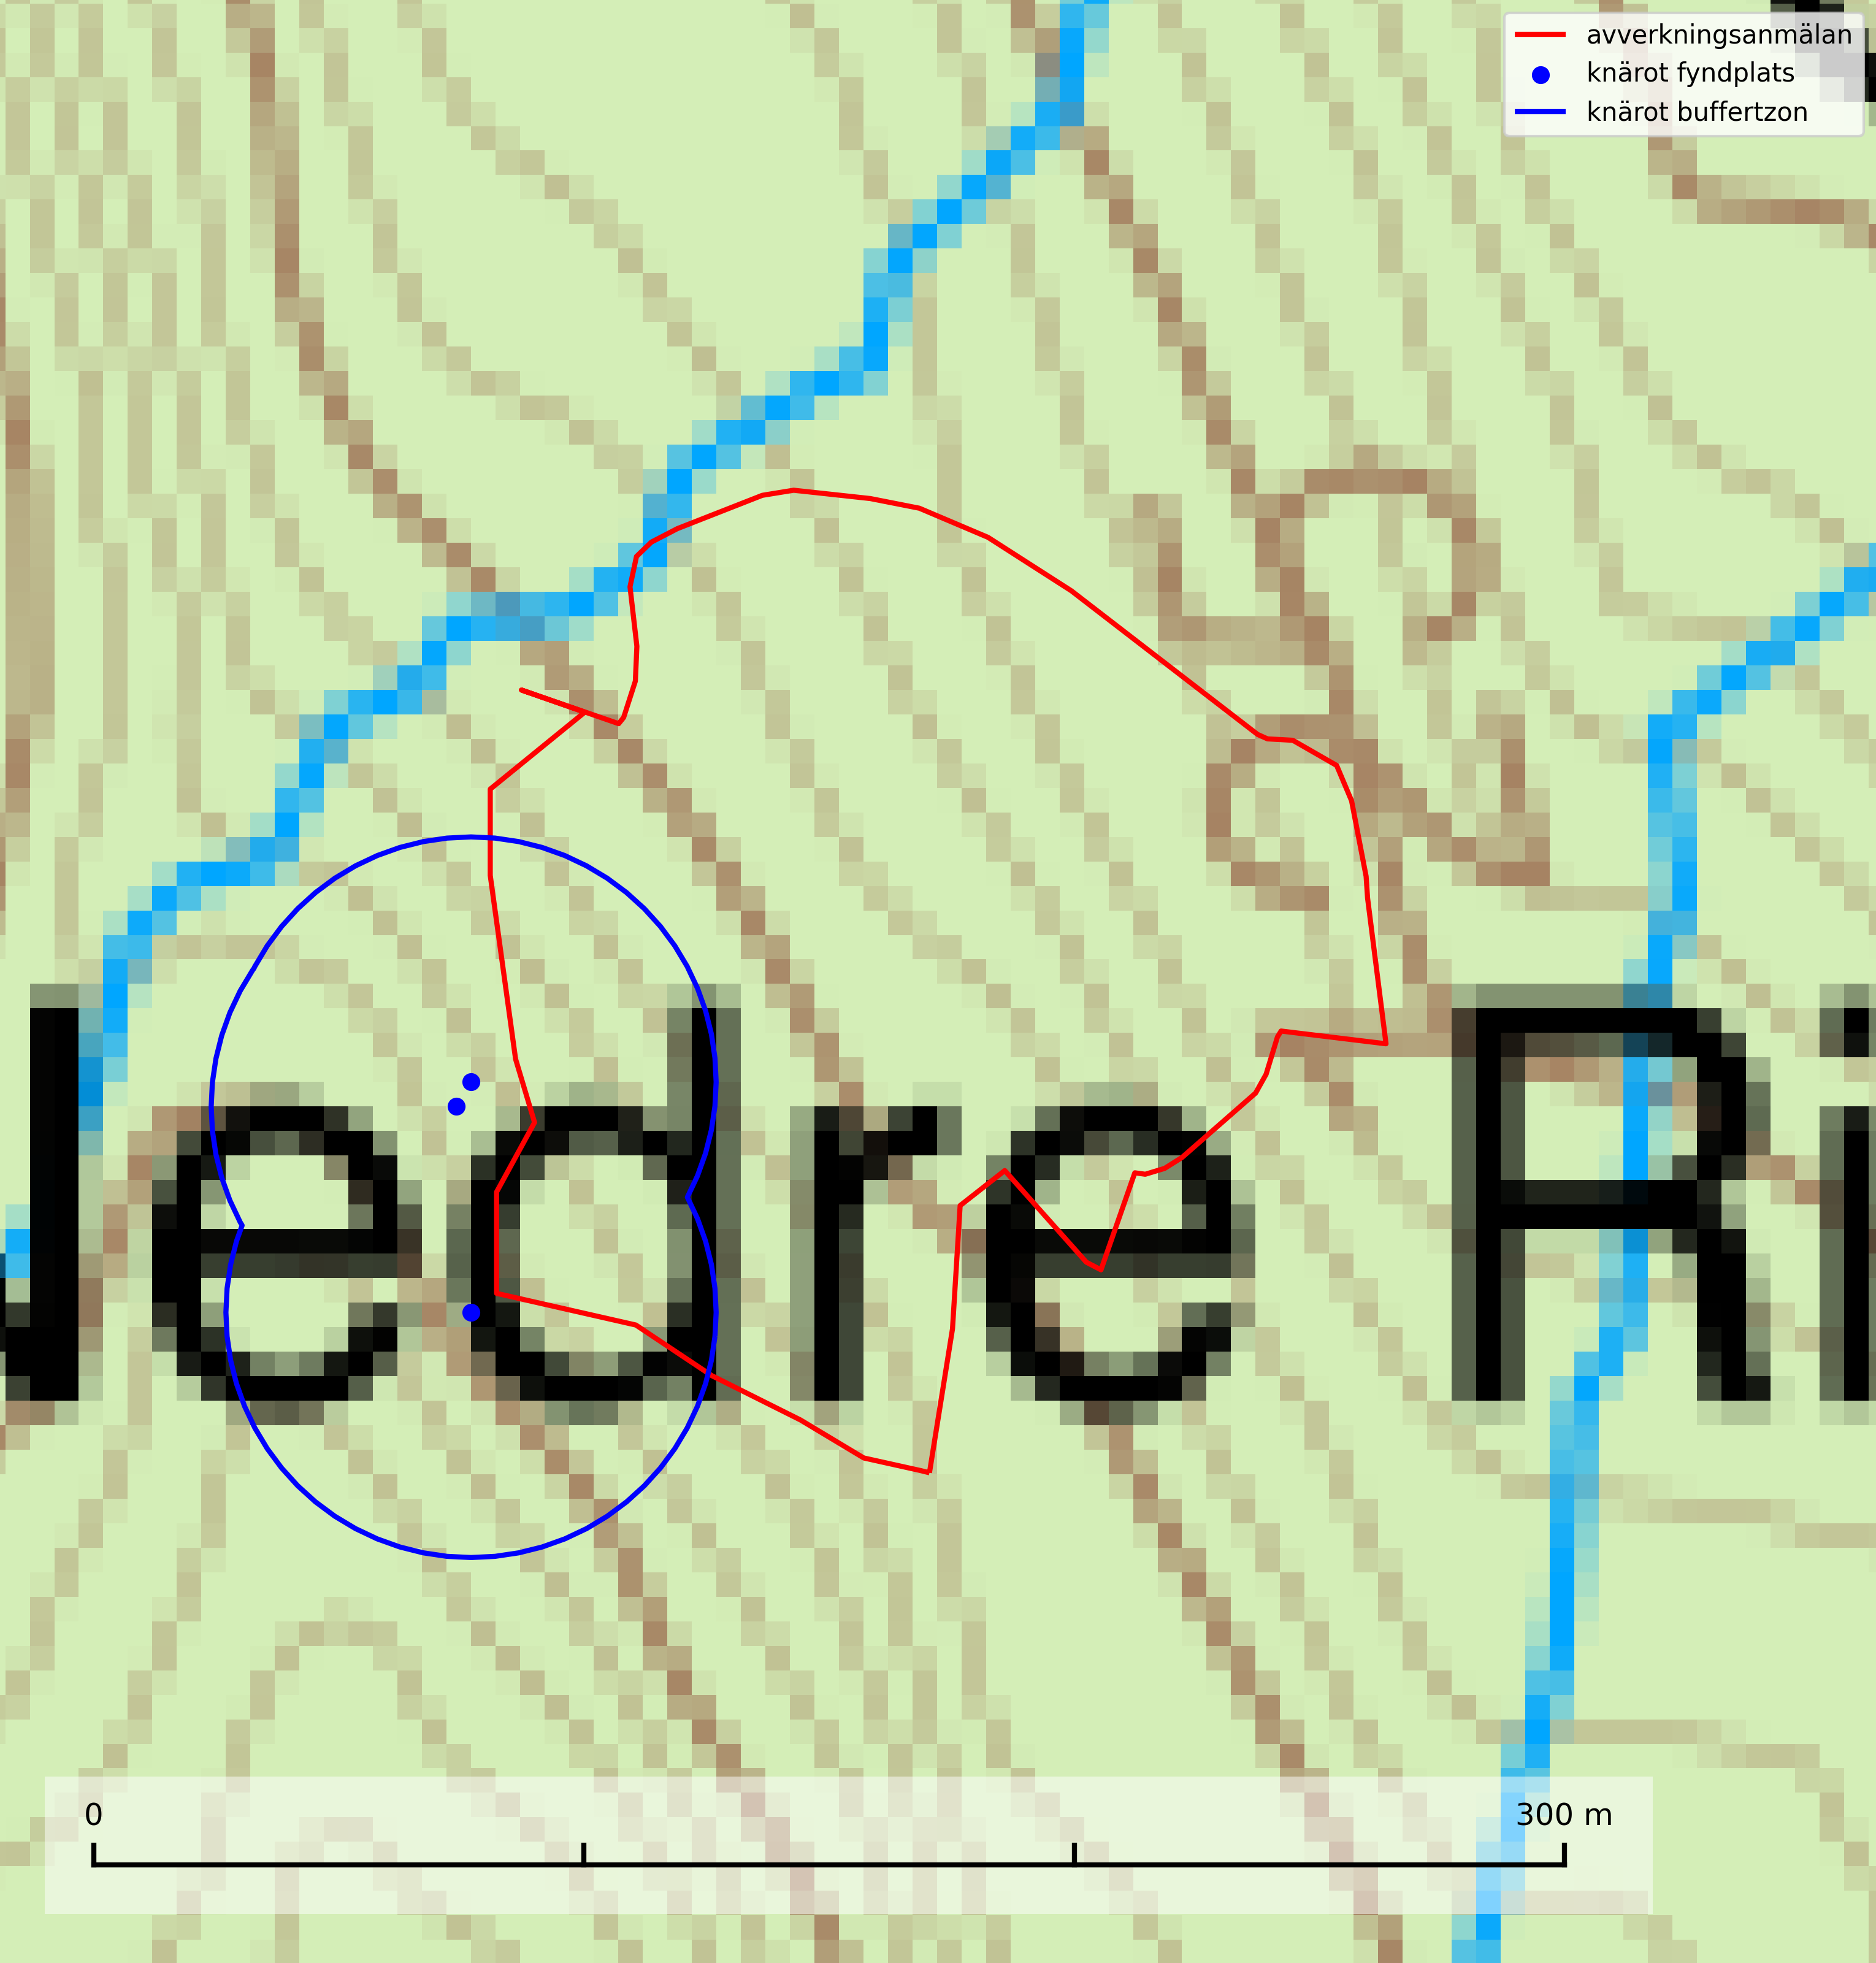 avverkningsanmälan
knärot fyndplats
knärot buffertzon
edre Ri
0 300 m